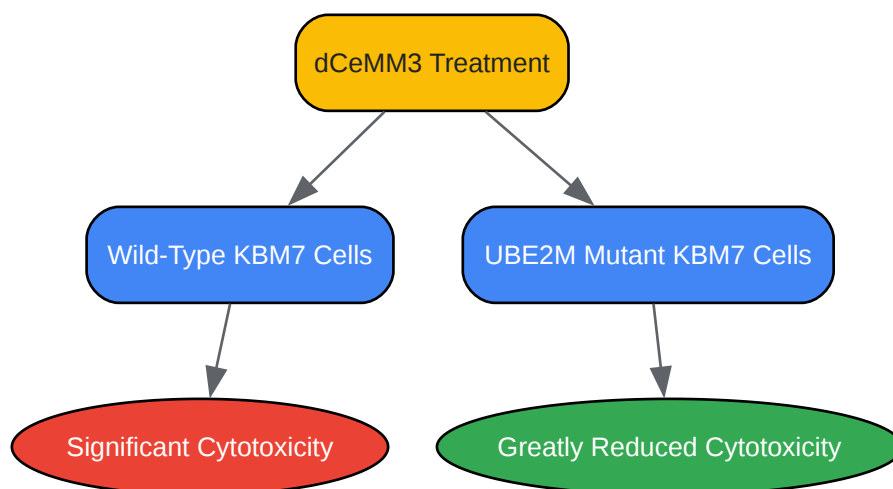 dCeMM3 Treatment
Wild-Type KBM7 Cells
UBE2M Mutant KBM7 Cells
Significant Cytotoxicity
Greatly Reduced Cytotoxicity